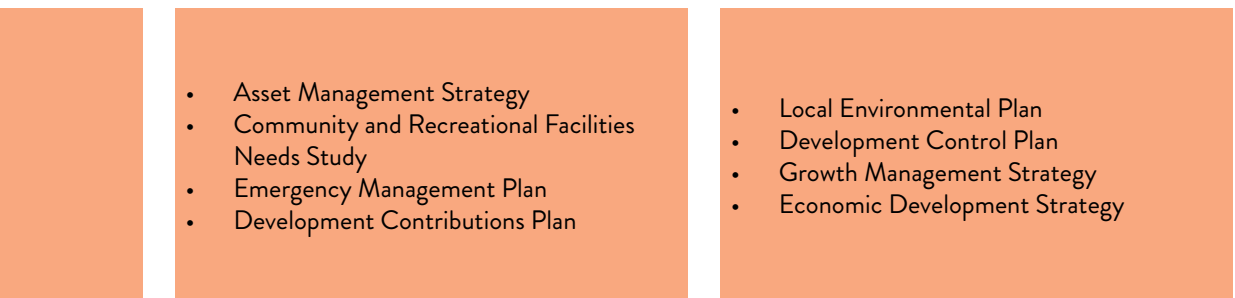 • Asset Management Strategy
• Community and Recreational Facilities
Needs Study
• Emergency Management Plan
• Development Contributions Plan
• Local Environmental Plan
• Development Control Plan
• Growth Management Strategy
• Economic Development Strategy